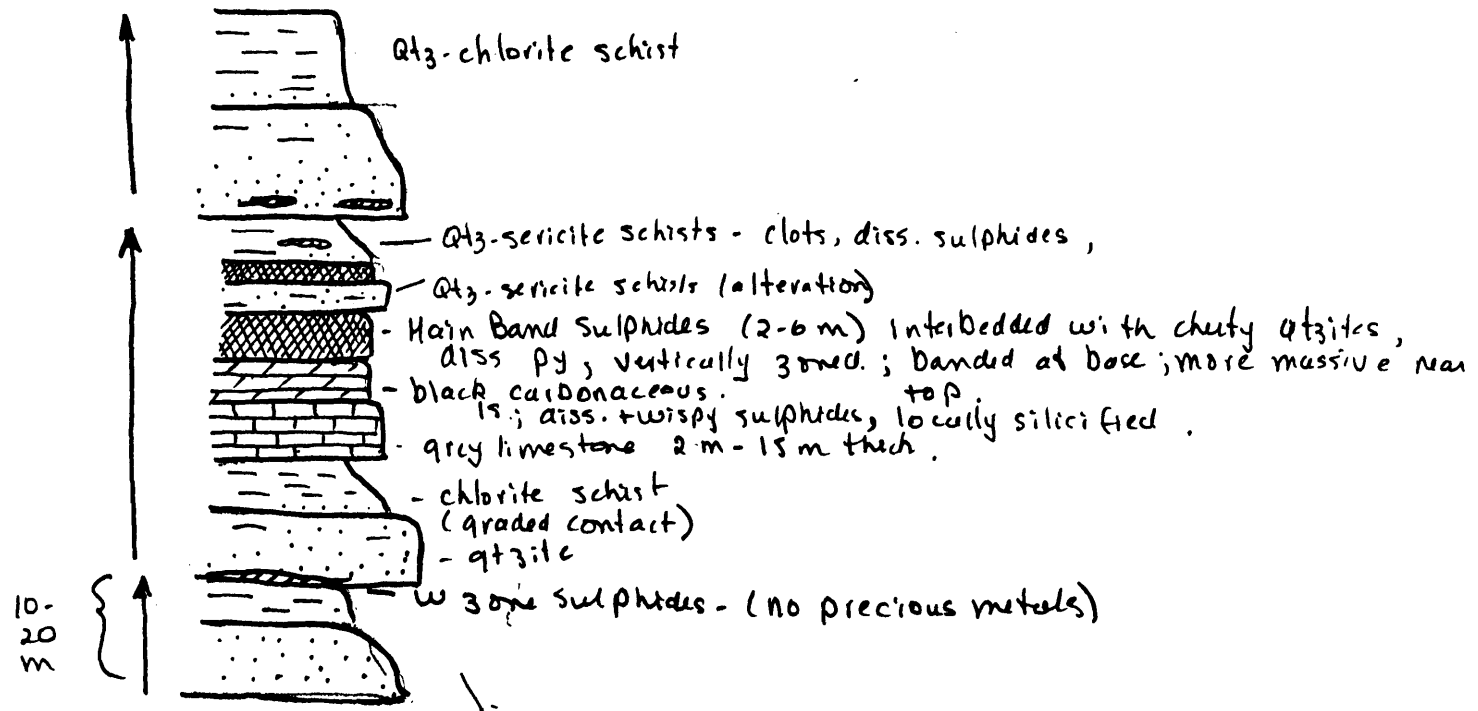 Qtz-chlorite schist
Qtz-sericite schists - clots, diss. sulphides,
Qtz-sericite schists (alteration)
- Main Band Sulphides (2-6 m) Interbedded with cherty qtzites,
diss py, vertically zoned.; banded at base; more massive near
- black carbonaceous. top.
ls.; diss. + wispy sulphides, locally silicified.
- grey limestone 2 m - 15 m thick.
- chlorite schist
(graded contact)
- qtzite
- W zone Sulphides - (no precious metals)
10-
20
m